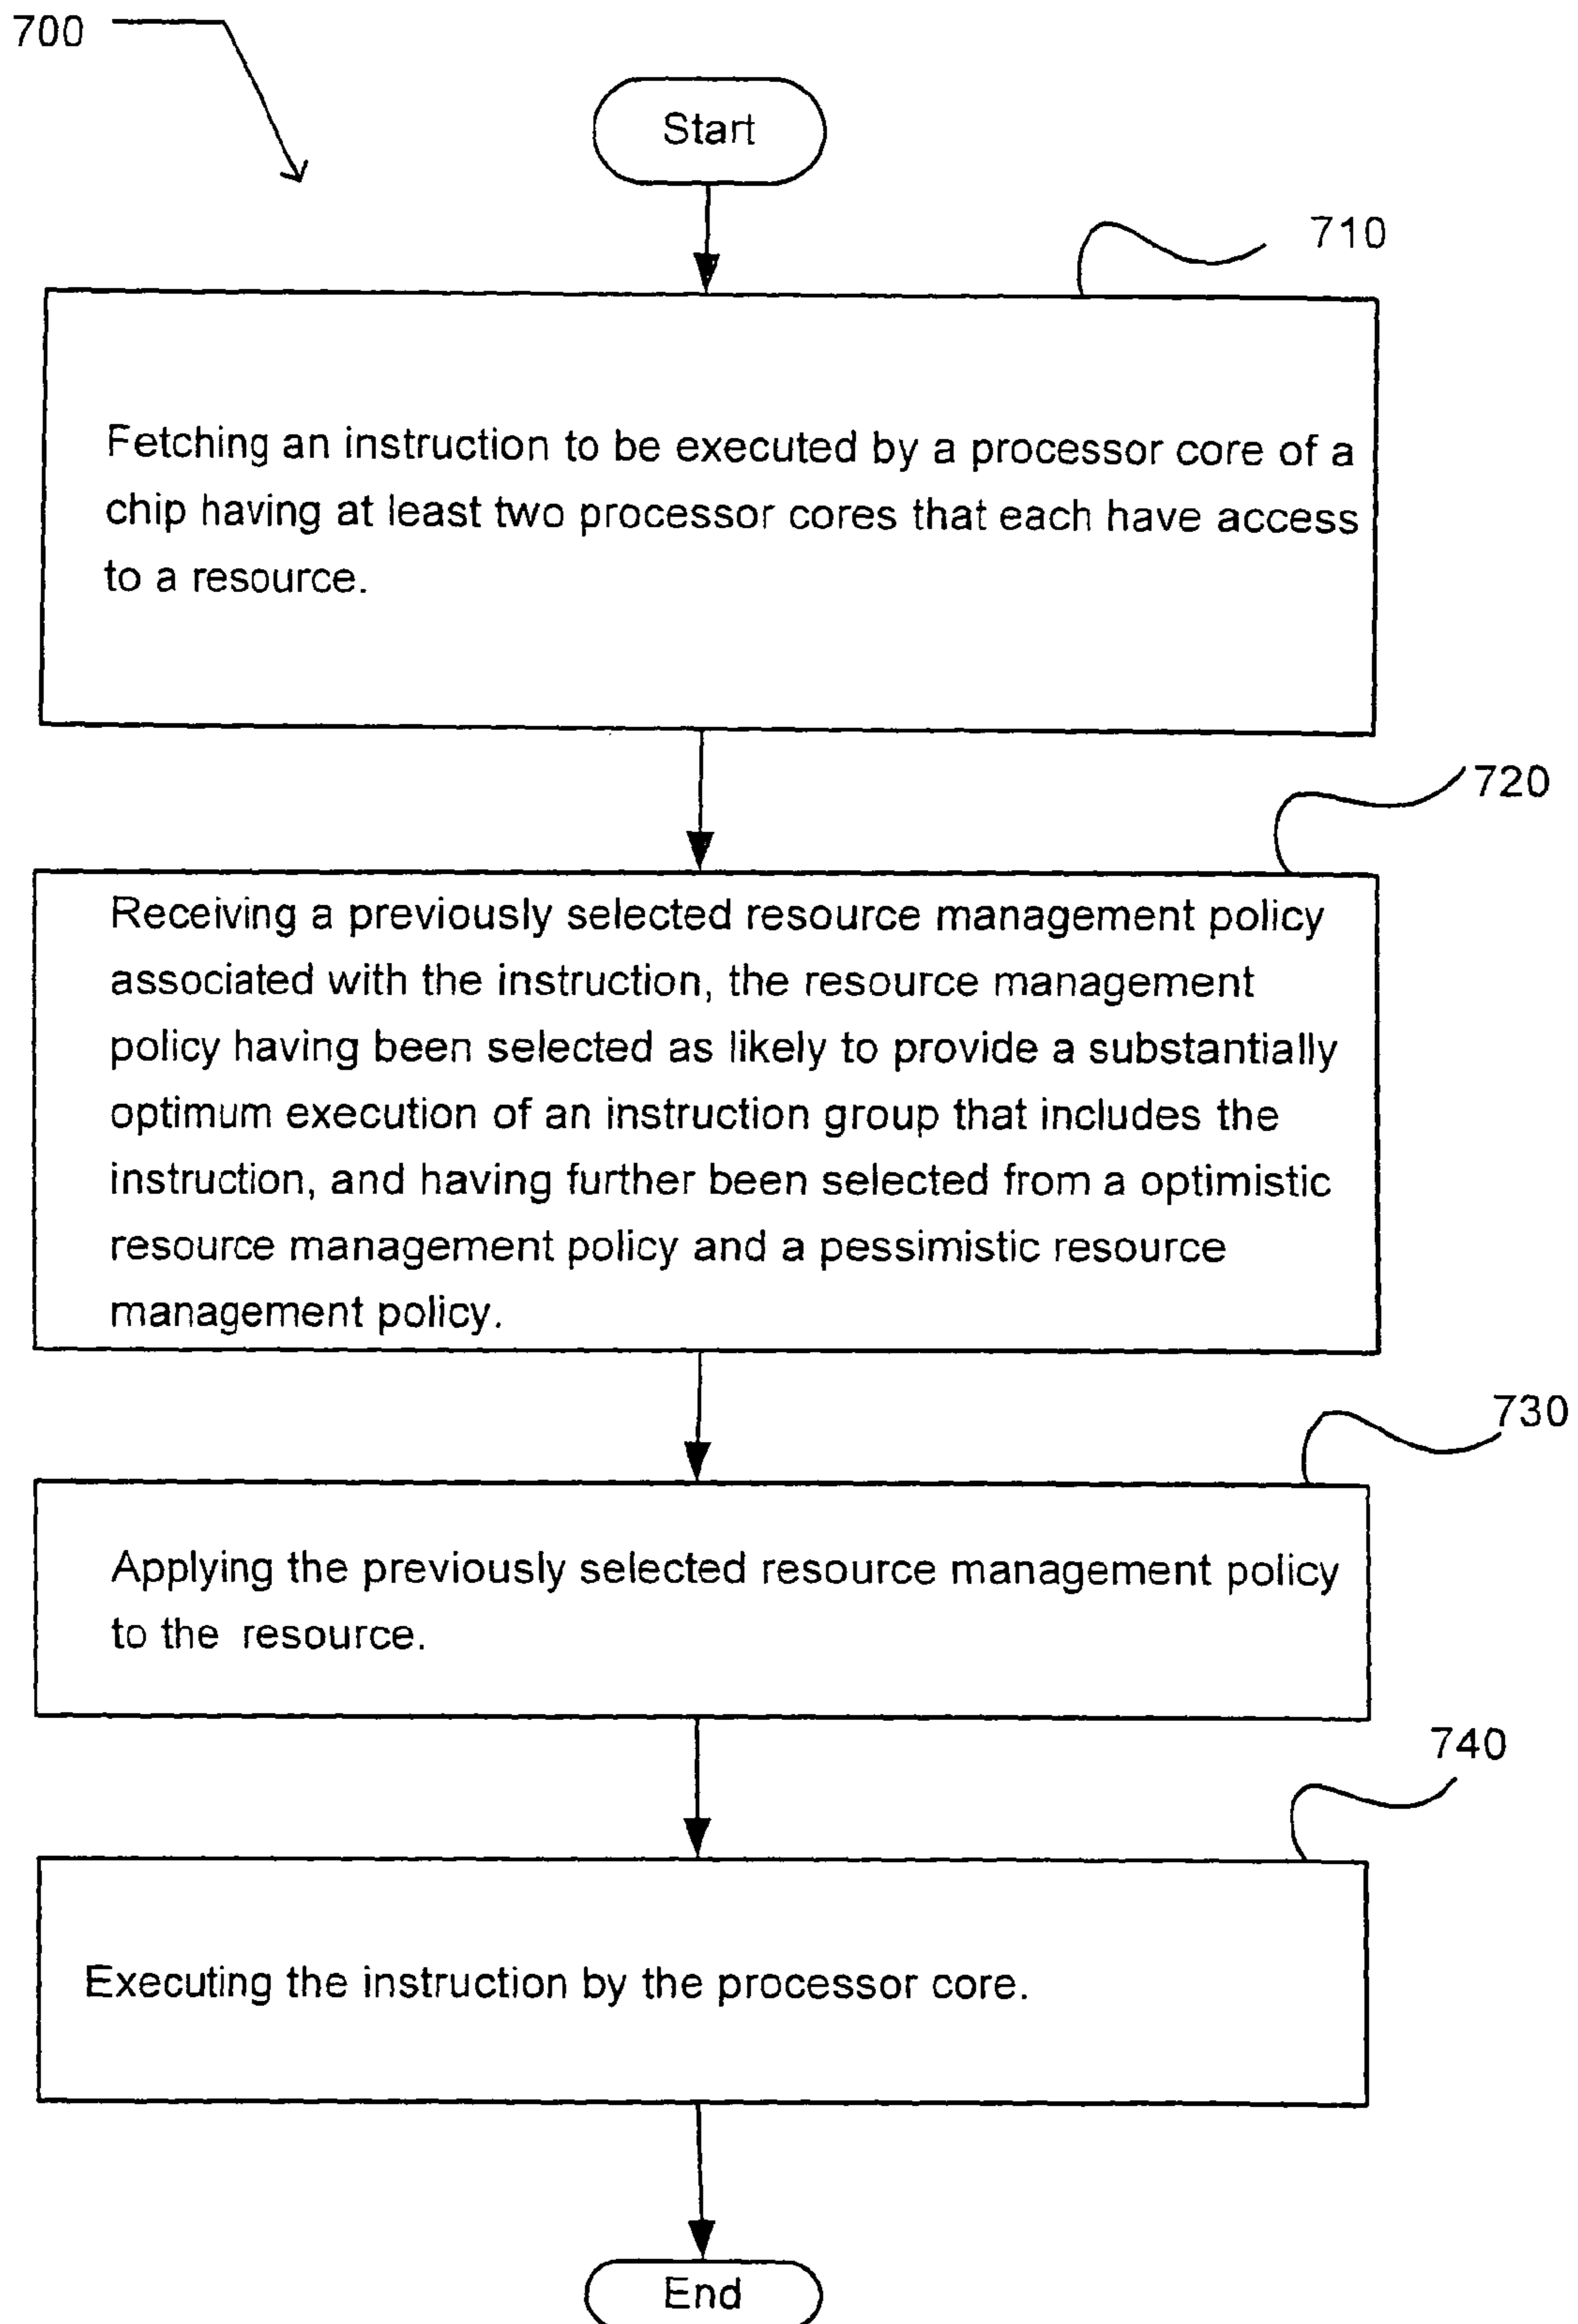 700
Start
710
Fetching an instruction to be executed by a processor core of a
chip having at least two processor cores that each have access
to a resource.
720
Receiving a previously selected resource management policy
associated with the instruction, the resource management
policy having been selected as likely to provide a substantially
optimum execution of an instruction group that includes the
instruction, and having further been selected from a optimistic
resource management policy and a pessimistic resource
management policy.
730
Applying the previously selected resource management policy
to the resource.
740
Executing the instruction by the processor core.
End